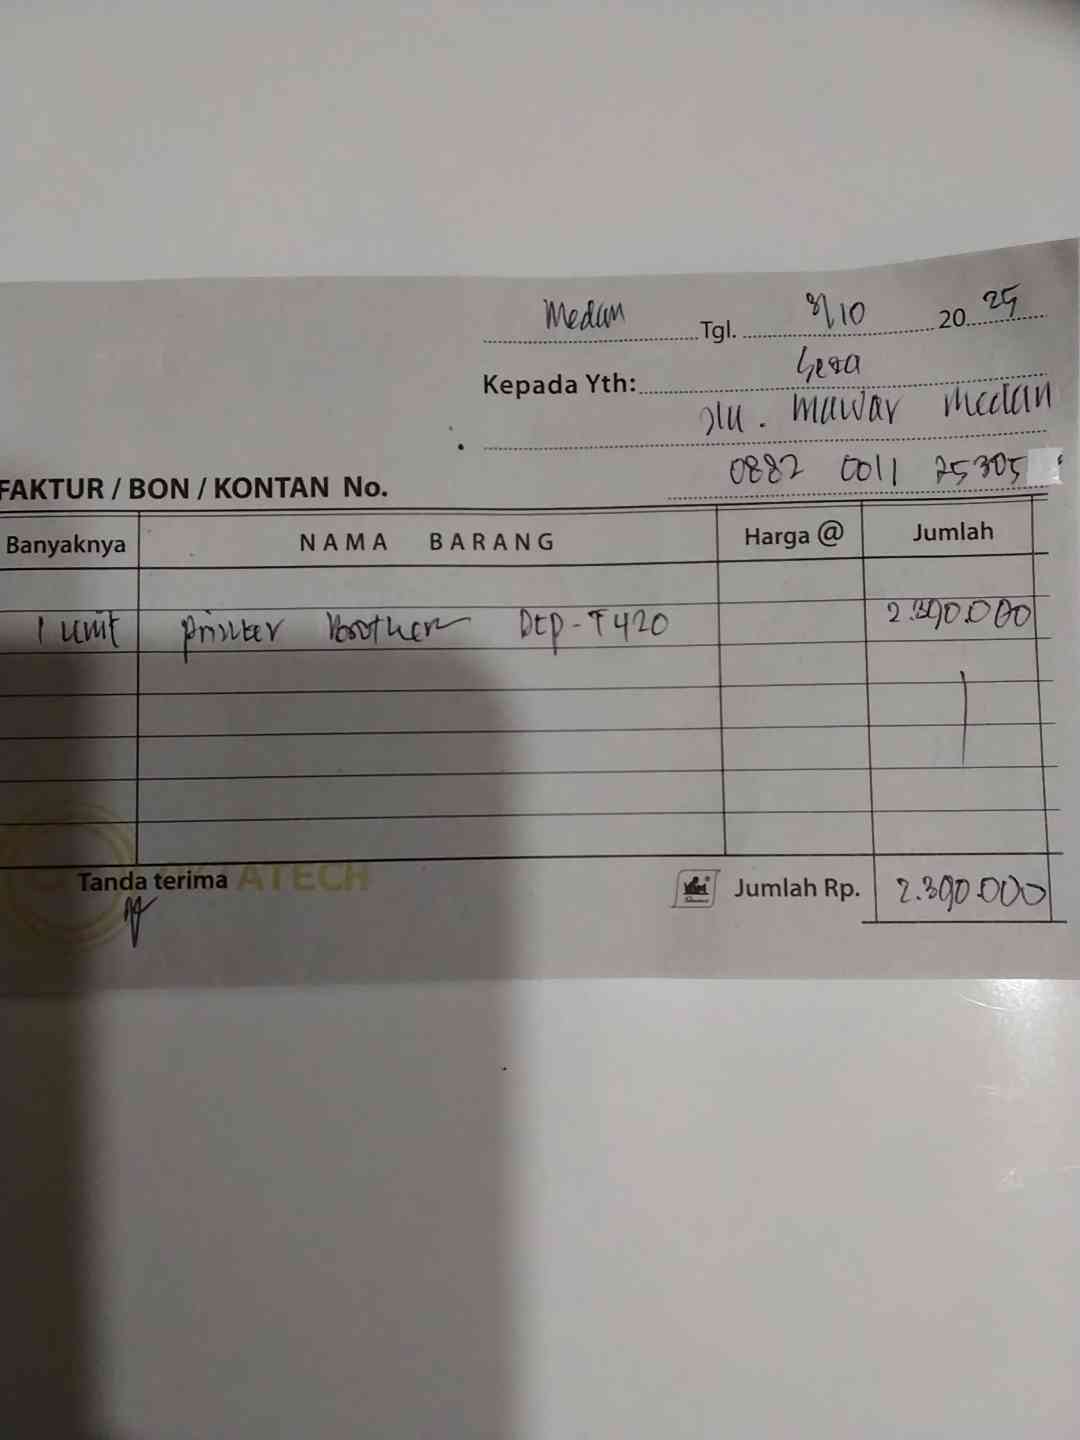 Medan Tgl. 8/10 20 25
Kepada Yth: Gera
Jln. Mawar Medan
0882 0011 25305
FAKTUR / BON / KONTAN No.
Banyaknya NAMA BARANG Harga @ Jumlah
1 unit Printer Brother Dcp-T420 2.390.000
Tanda terima ATECH Jumlah Rp. 2.390.000